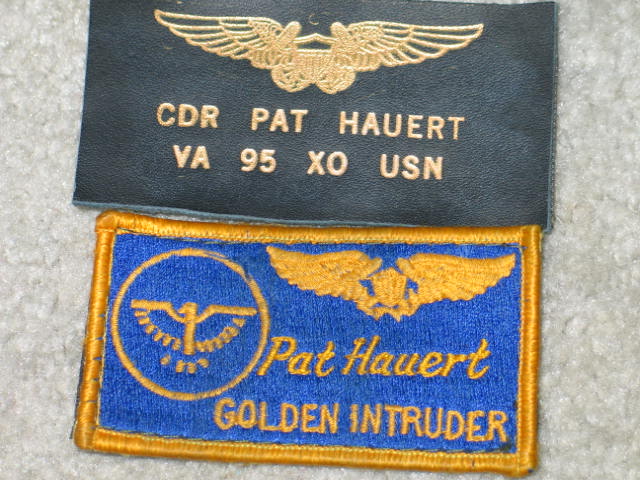 CDR PAT HAUERT
VA 95 XO USN
Pat Hauert
GOLDEN INTRUDER